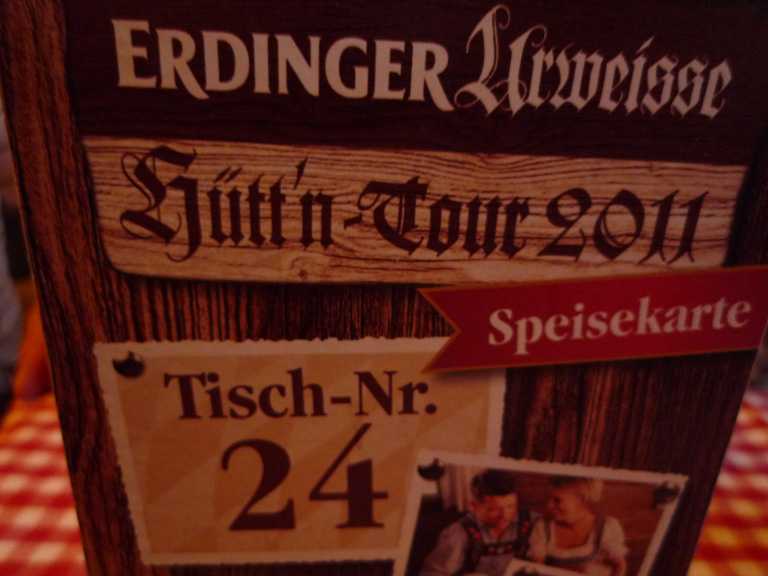 ERDINGER Urweisse
Hütt'n-Tour 2011
Speisekarte
Tisch-Nr.
24